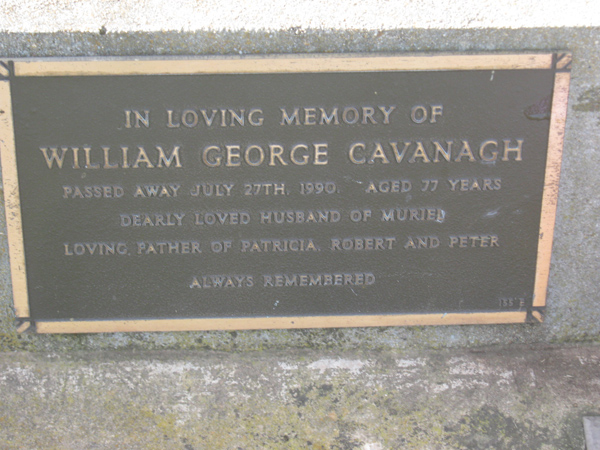 IN LOVING MEMORY OF
WILLIAM GEORGE CAVANAGH
PASSED AWAY JULY 27TH. 1990. AGED 77 YEARS
DEARLY LOVED HUSBAND OF MURIEL
LOVING FATHER OF PATRICIA, ROBERT AND PETER
ALWAYS REMEMBERED